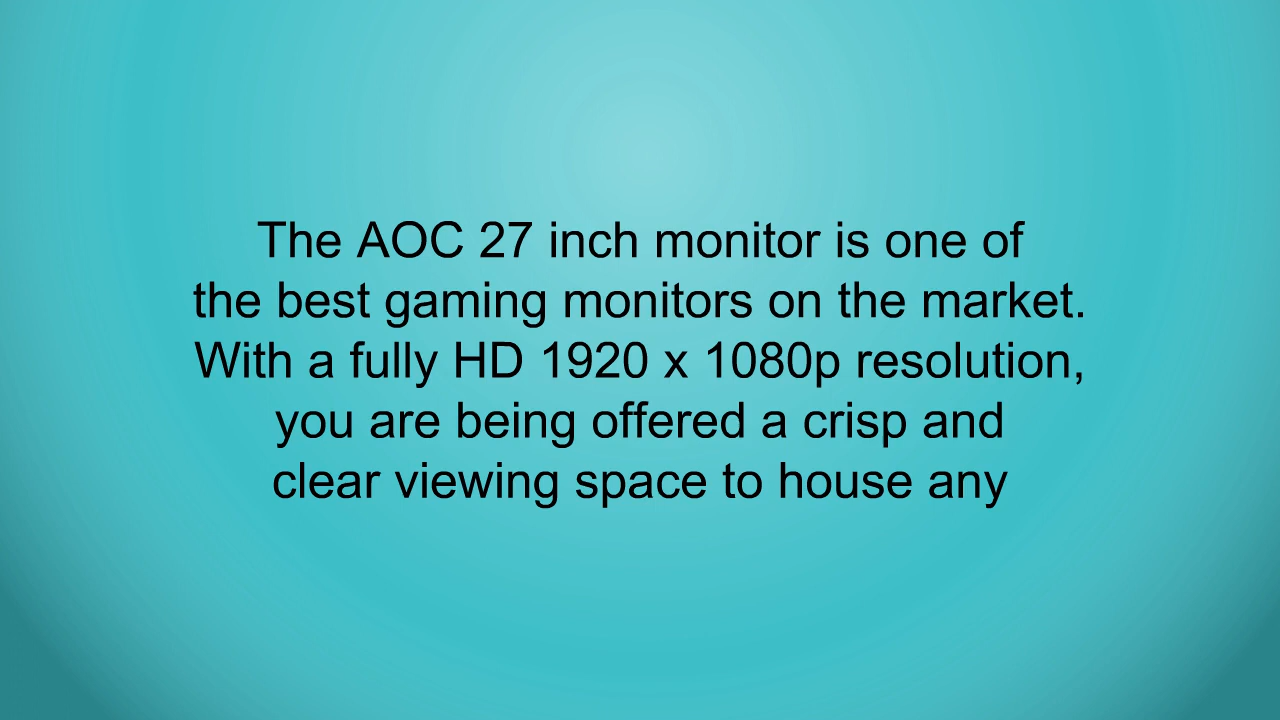 The AOC 27 inch monitor is one of
the best gaming monitors on the market.
With a fully HD 1920 x 1080p resolution,
you are being offered a crisp and
clear viewing space to house any